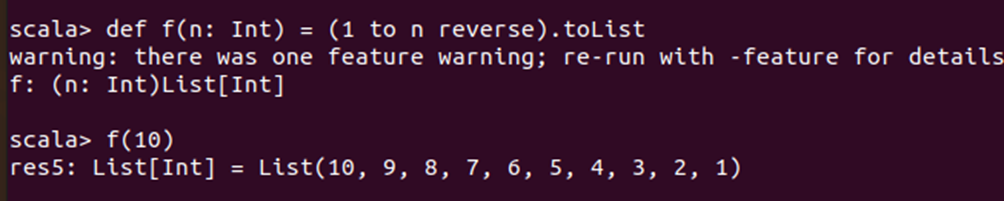 scala> def f(n: Int) = (1 to n reverse).toList
warning: there was one feature warning; re-run with -feature for details
f: (n: Int)List[Int]
scala> f(10)
res5: List[Int] = List(10, 9, 8, 7, 6, 5, 4, 3, 2, 1)